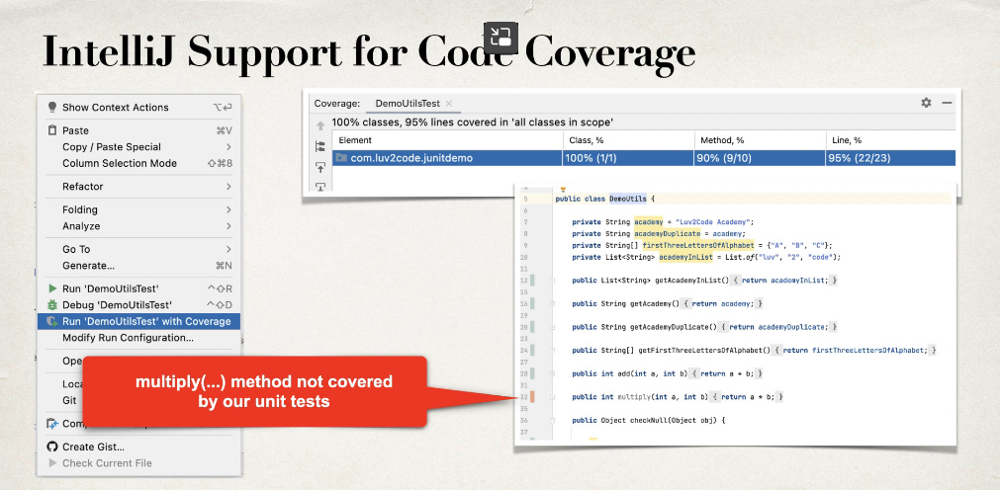 IntelliJ Support for Code Coverage
Show Context Actions ⌥⏎
Paste ⌘V
Copy / Paste Special
Column Selection Mode ⇧⌘8
Refactor
Folding
Analyze
Go To
Generate... ⌘N
Run 'DemoUtilsTest' ^⇧R
Debug 'DemoUtilsTest' ^⇧D
Run 'DemoUtilsTest' with Coverage
Modify Run Configuration...
Ope
Loca
Git
Com
Create Gist...
Check Current File
multiply(...) method not covered
by our unit tests
Coverage: DemoUtilsTest
100% classes, 95% lines covered in 'all classes in scope'
Element Class, % Method, % Line, %
com.luv2code.junitdemo 100% (1/1) 90% (9/10) 95% (22/23)
4
5 public class DemoUtils {
6
7 private String academy = "Luv2Code Academy";
8 private String academyDuplicate = academy;
9 private String[] firstThreeLettersOfAlphabet = {"A", "B", "C"};
10 private List<String> academyInList = List.of("luv", "2", "code");
11
12 public List<String> getAcademyInList() { return academyInList; }
15
16 public String getAcademy() { return academy; }
19
20 public String getAcademyDuplicate() { return academyDuplicate; }
23
24 public String[] getFirstThreeLettersOfAlphabet() { return firstThreeLettersOfAlphabet; }
27
28 public int add(int a, int b) { return a + b; }
31
32 public int multiply(int a, int b) { return a * b; }
35
36 public Object checkNull(Object obj) {
37